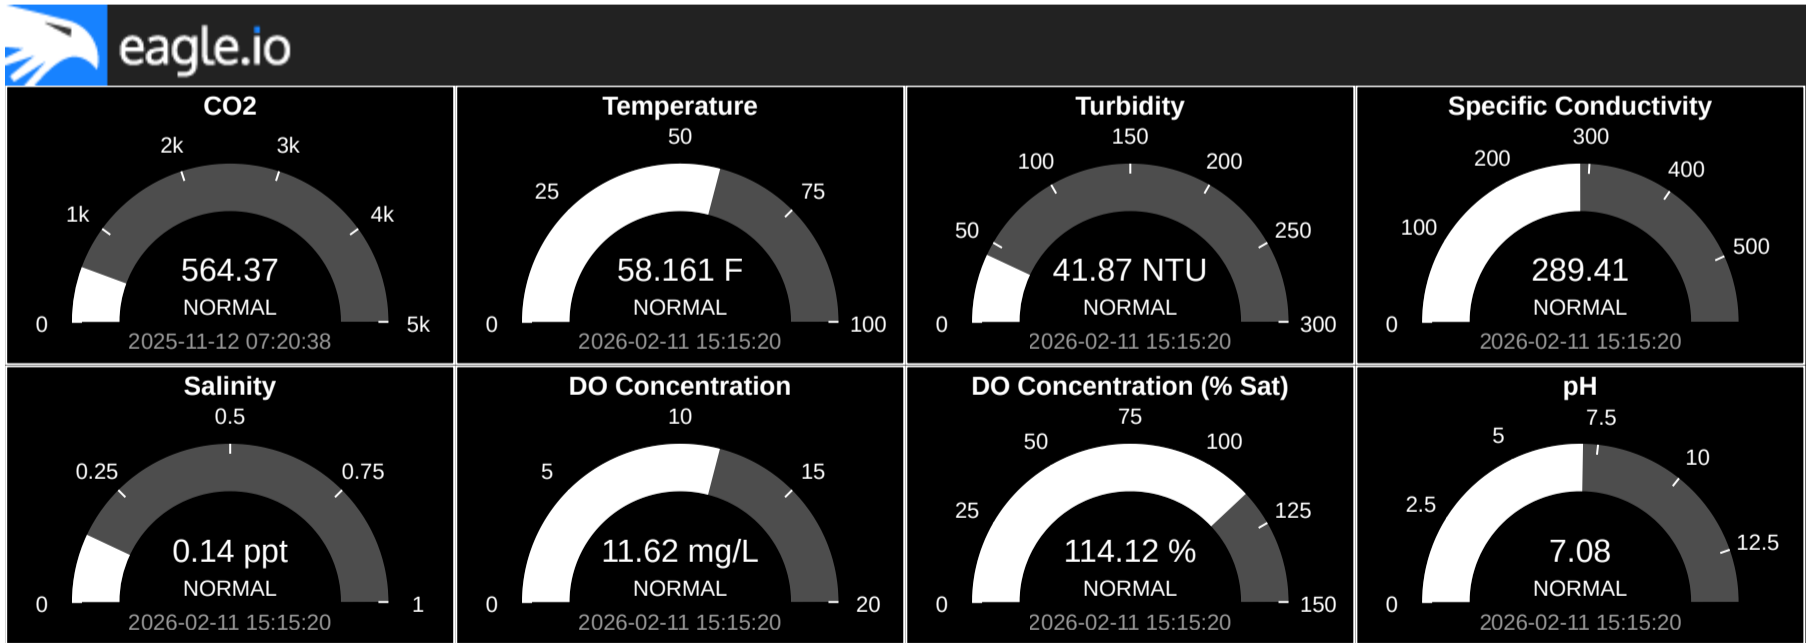 eagle.io
CO2
0
1k
2k
3k
4k
5k
564.37
NORMAL
2025-11-12 07:20:38
Temperature
0
25
50
75
100
58.161 F
NORMAL
2026-02-11 15:15:20
Turbidity
0
50
100
150
200
250
300
41.87 NTU
NORMAL
2026-02-11 15:15:20
Specific Conductivity
0
100
200
300
400
500
289.41
NORMAL
2026-02-11 15:15:20
Salinity
0
0.25
0.5
0.75
1
0.14 ppt
NORMAL
2026-02-11 15:15:20
DO Concentration
0
5
10
15
20
11.62 mg/L
NORMAL
2026-02-11 15:15:20
DO Concentration (% Sat)
0
25
50
75
100
125
150
114.12 %
NORMAL
2026-02-11 15:15:20
pH
0
2.5
5
7.5
10
12.5
7.08
NORMAL
2026-02-11 15:15:20